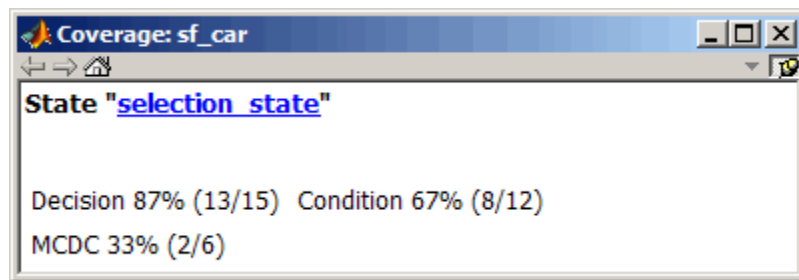 Coverage: sf_car
State "selection_state"
Decision 87% (13/15) Condition 67% (8/12)
MCDC 33% (2/6)